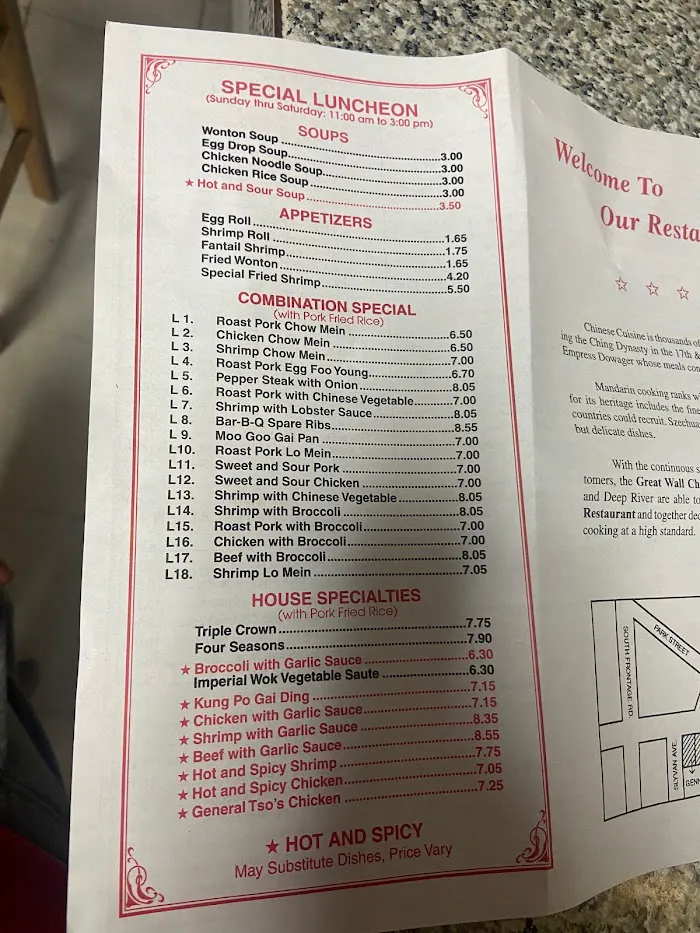 SPECIAL LUNCHEON
(Sunday thru Saturday: 11:00 am to 3:00 pm)
SOUPS
Wonton Soup ........ 3.00
Egg Drop Soup ........ 3.00
Chicken Noodle Soup ........ 3.00
Chicken Rice Soup ........ 3.00
★ Hot and Sour Soup ........ 3.50
APPETIZERS
Egg Roll ........ 1.65
Shrimp Roll ........ 1.75
Fantail Shrimp ........ 1.65
Fried Wonton ........ 4.20
Special Fried Shrimp ........ 5.50
COMBINATION SPECIAL
(with Pork Fried Rice)
L 1. Roast Pork Chow Mein ........ 6.50
L 2. Chicken Chow Mein ........ 6.50
L 3. Shrimp Chow Mein ........ 7.00
L 4. Roast Pork Egg Foo Young ........ 6.70
L 5. Pepper Steak with Onion ........ 8.05
L 6. Roast Pork with Chinese Vegetable ........ 7.00
L 7. Shrimp with Lobster Sauce ........ 8.05
L 8. Bar-B-Q Spare Ribs ........ 8.55
L 9. Moo Goo Gai Pan ........ 7.00
L10. Roast Pork Lo Mein ........ 7.00
L11. Sweet and Sour Pork ........ 7.00
L12. Sweet and Sour Chicken ........ 7.00
L13. Shrimp with Chinese Vegetable ........ 8.05
L14. Shrimp with Broccoli ........ 8.05
L15. Roast Pork with Broccoli ........ 7.00
L16. Chicken with Broccoli ........ 7.00
L17. Beef with Broccoli ........ 8.05
L18. Shrimp Lo Mein ........ 7.05
HOUSE SPECIALTIES
(with Pork Fried Rice)
Triple Crown ........ 7.75
Four Seasons ........ 7.90
★ Broccoli with Garlic Sauce ........ 6.30
Imperial Wok Vegetable Saute ........ 6.30
★ Kung Po Gai Ding ........ 7.15
★ Chicken with Garlic Sauce ........ 7.15
★ Shrimp with Garlic Sauce ........ 8.35
★ Beef with Garlic Sauce ........ 8.55
★ Hot and Spicy Shrimp ........ 7.75
★ Hot and Spicy Chicken ........ 7.05
★ General Tso's Chicken ........ 7.25
★ HOT AND SPICY
May Substitute Dishes, Price Vary
Welcome To
Our Resta
☆ ☆ ☆
Chinese Cuisine is thousands of
ing the Ching Dynasty in the 17th &
Empress Dowager whose meals con
Mandarin cooking ranks w
for its heritage includes the fine
countries could recruit. Szechua
but delicate dishes.
With the continuous s
tomers, the Great Wall Ch
and Deep River are able to
Restaurant and together dec
cooking at a high standard.
SOUTH FRONTAGE RD.
PARK STREET
SLYVAN AVE.
GENN